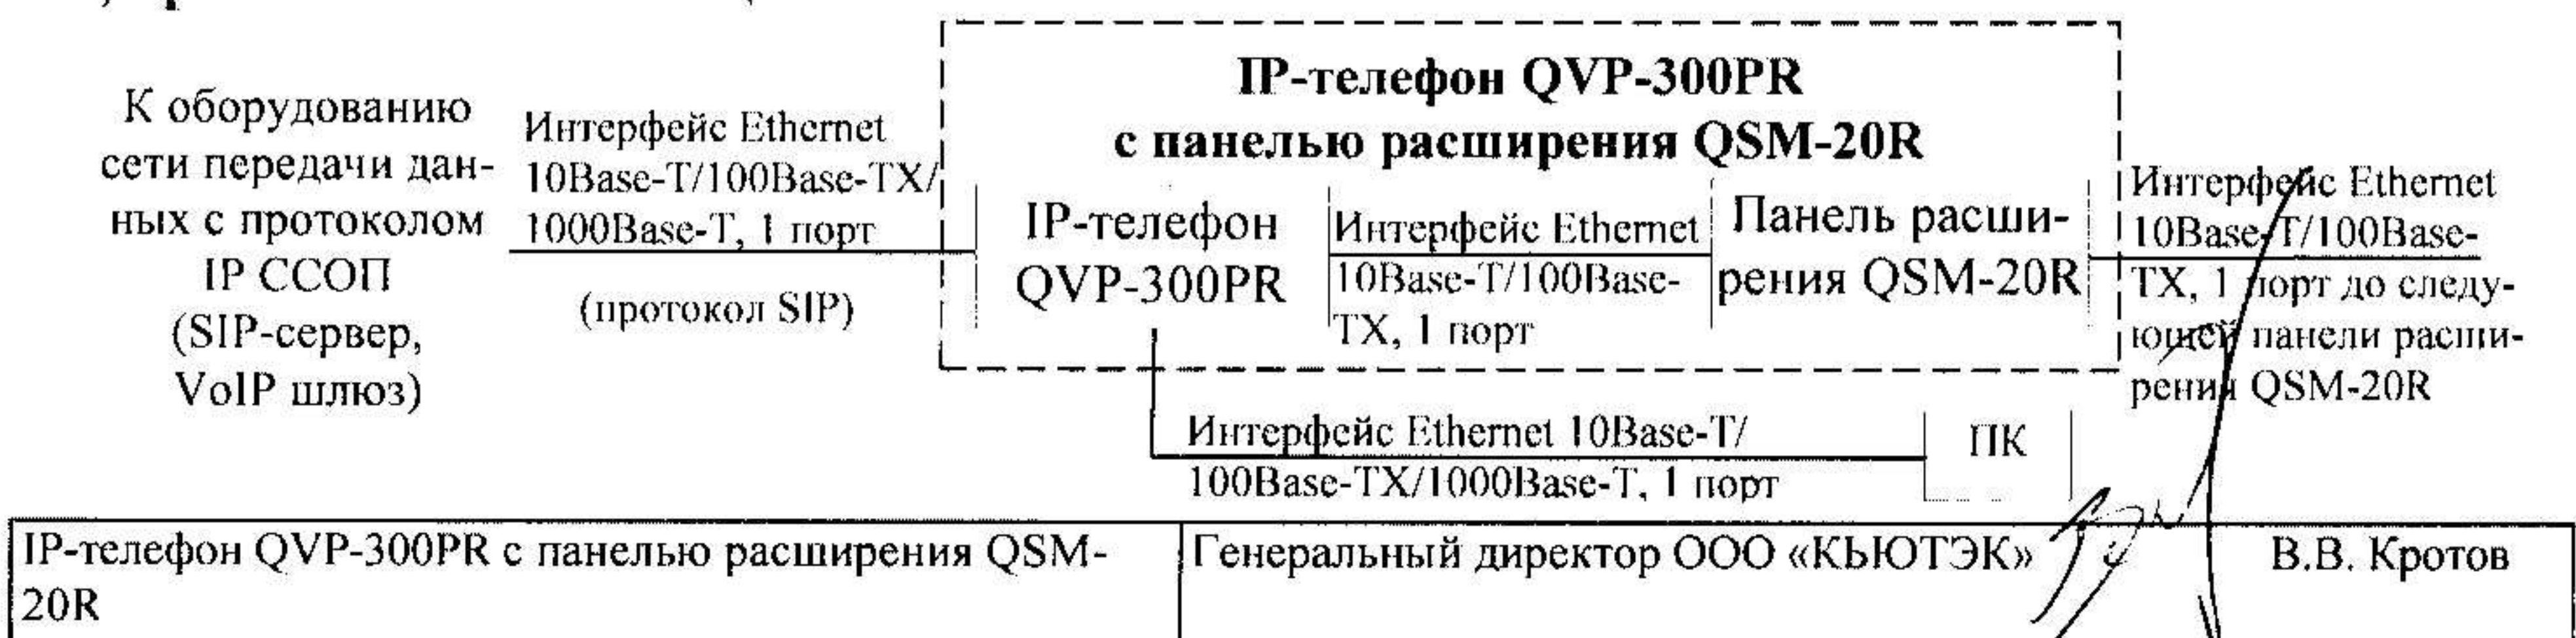 К оборудованию
сети передачи дан-
ных с протоколом
IP ССОП
(SIP-сервер,
VoIP шлюз)
Интерфейс Ethernet
10Base-T/100Base-TX/
1000Base-T, 1 порт
(протокол SIP)
IP-телефон QVP-300PR
с панелью расширения QSM-20R
IP-телефон
QVP-300PR
Интерфейс Ethernet
10Base-T/100Base-
TX, 1 порт
Панель расши-
рения QSM-20R
Интерфейс Ethernet
10Base-T/100Base-
TX, 1 порт до следу-
ющей панели расши-
рения QSM-20R
Интерфейс Ethernet 10Base-T/
100Base-TX/1000Base-T, 1 порт
ПК
IP-телефон QVP-300PR с панелью расширения QSM-
20R
Генеральный директор ООО «КЬЮТЭК»
В.В. Кротов